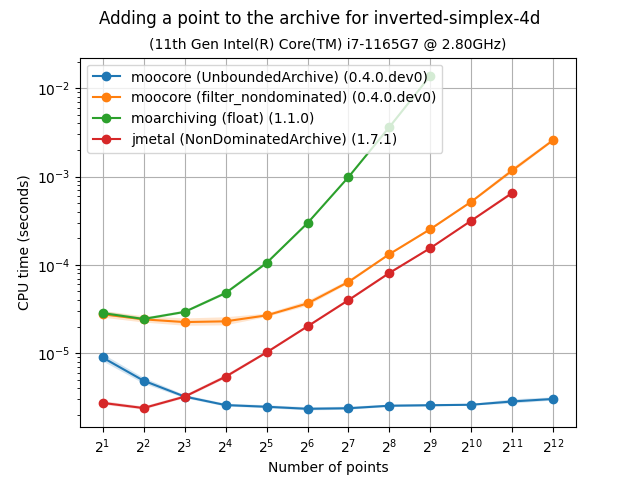 Adding a point to the archive for inverted-simplex-4d
(11th Gen Intel(R) Core(TM) i7-1165G7 @ 2.80GHz)
moocore (UnboundedArchive) (0.4.0.dev0)
moocore (filter_nondominated) (0.4.0.dev0)
moarchiving (float) (1.1.0)
jmetal (NonDominatedArchive) (1.7.1)
CPU time (seconds)
10⁻²
10⁻³
10⁻⁴
10⁻⁵
2¹ 2² 2³ 2⁴ 2⁵ 2⁶ 2⁷ 2⁸ 2⁹ 2¹⁰ 2¹¹ 2¹²
Number of points